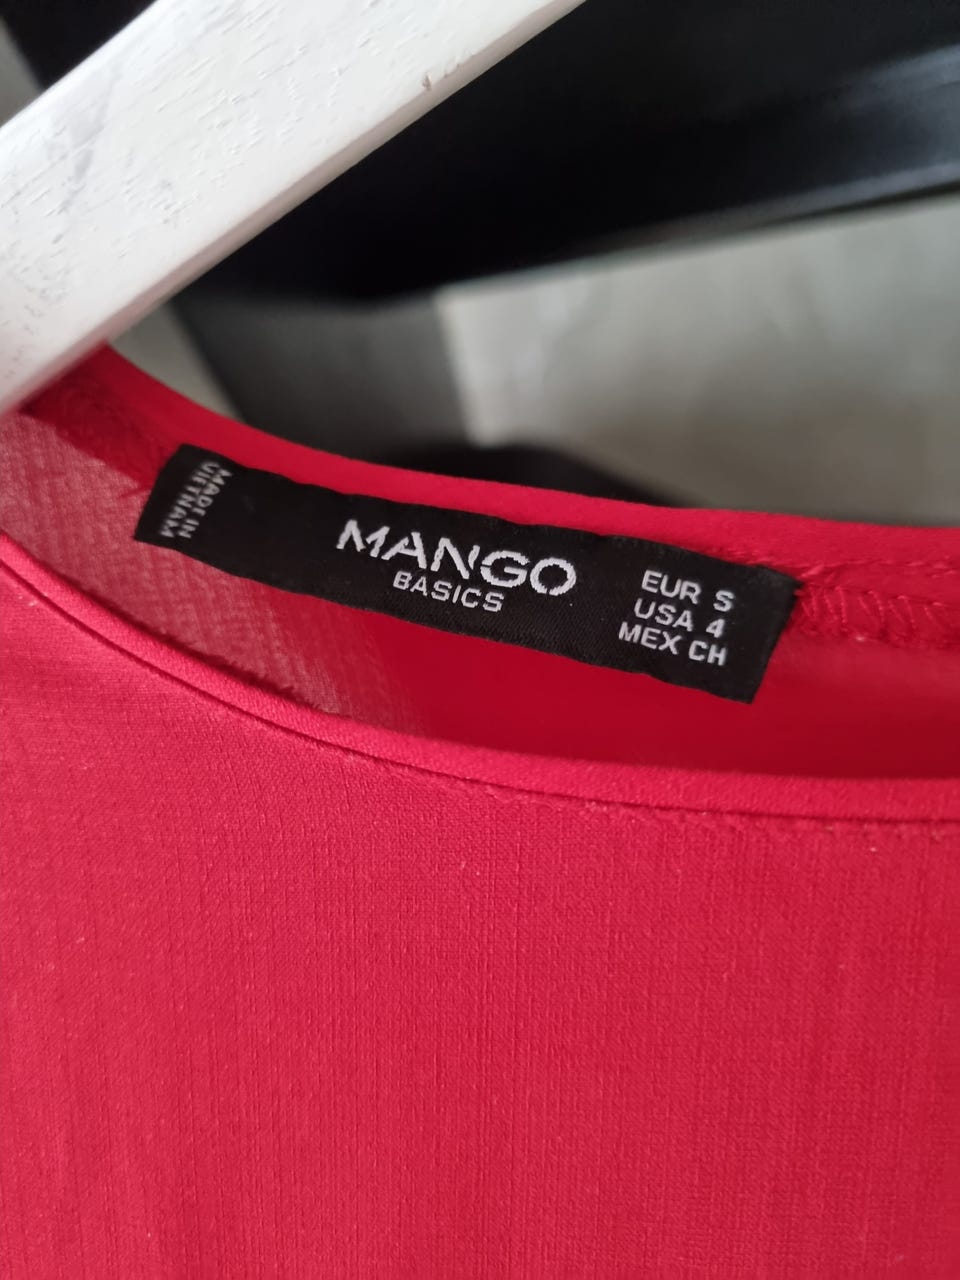 MADE IN
VIETNAM
MANGO
BASICS
EUR S
USA 4
MEX CH